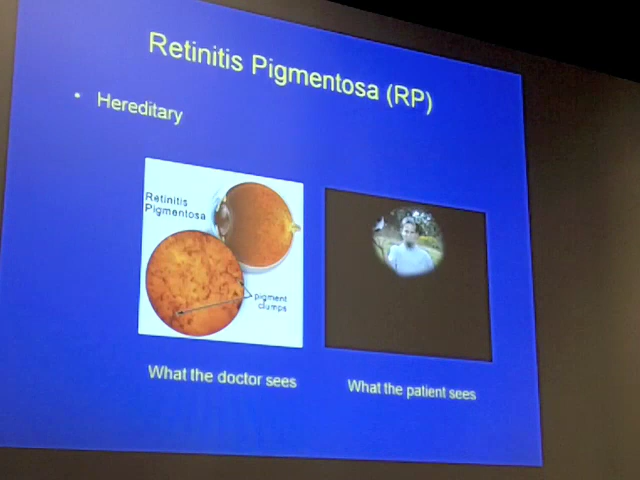 Retinitis Pigmentosa (RP)
• Hereditary
Retinitis
Pigmentosa
pigment
clumps
What the doctor sees
What the patient sees